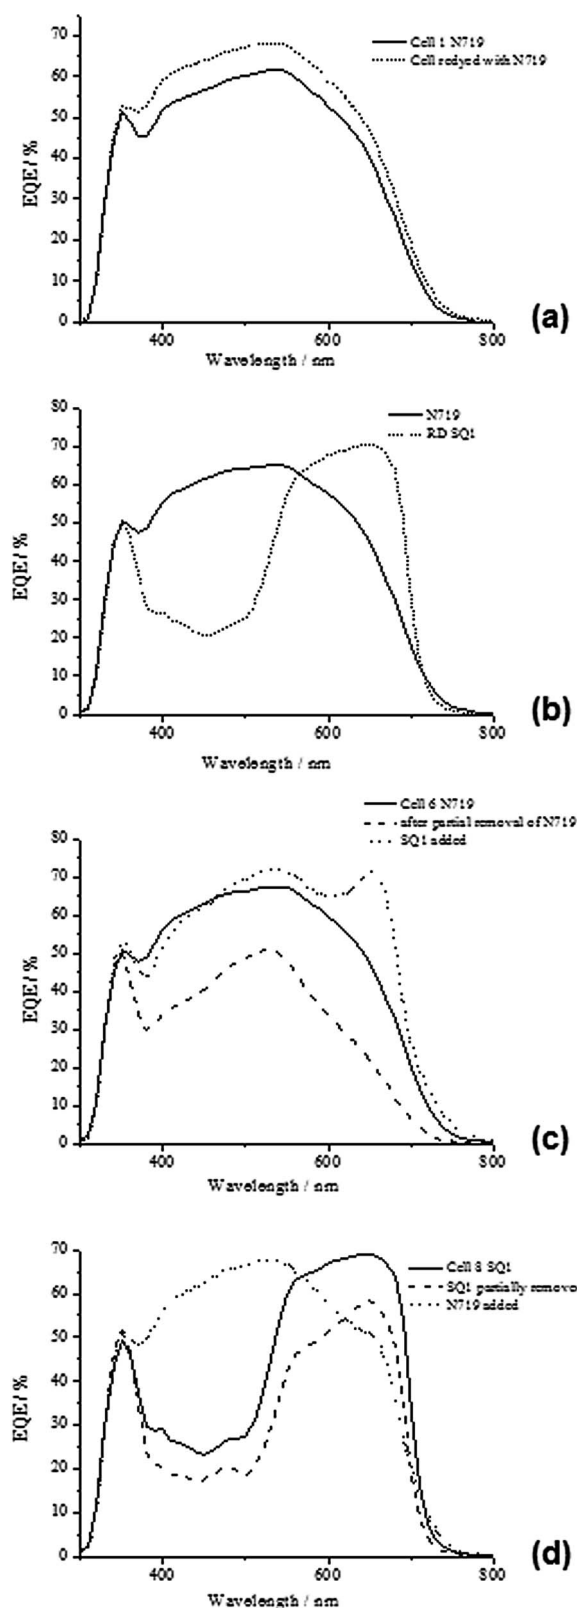 Cell 1 N719
Cell redyed with N719
70
60
50
40
30
20
10
0
EQE/ %
400 600 800
Wavelength / nm
(a)
N719
RD SQ1
80
70
60
50
40
30
20
10
0
EQE/ %
400 600 800
Wavelength / nm
(b)
Cell 6 N719
after partial removal of N719
SQ1 added
80
70
60
50
40
30
20
10
0
EQE/ %
400 600 800
Wavelength / nm
(c)
Cell 8 SQ1
SQ1 partially remove
N719 added
70
60
50
40
30
20
10
0
EQE/ %
400 600 800
Wavelength / nm
(d)